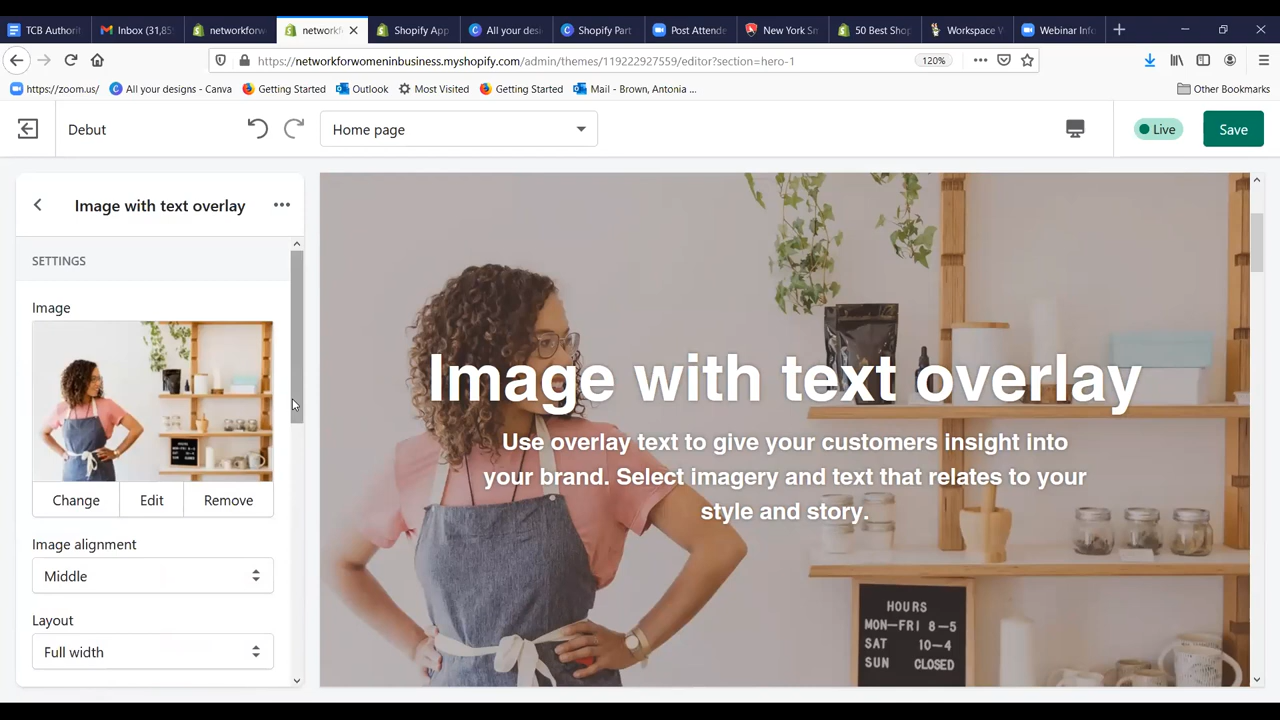 TCB Authori
Inbox (31,85
networkforw
networkf
Shopify App
All your desi
Shopify Part
Post Attende
New York Sm
50 Best Shop
Workspace W
Webinar Info
https://networkforwomeninbusiness.myshopify.com/admin/themes/119222927559/editor?section=hero-1
120%
https://zoom.us/
All your designs - Canva
Getting Started
Outlook
Most Visited
Getting Started
Mail - Brown, Antonia ...
Other Bookmarks
Debut
Home page
Live
Save
Image with text overlay
SETTINGS
Image
Change
Edit
Remove
Image alignment
Middle
Layout
Full width
Image with text overlay
Use overlay text to give your customers insight into
your brand. Select imagery and text that relates to your
style and story.
HOURS
MON—FRI 8—5
SAT 10—4
SUN CLOSED